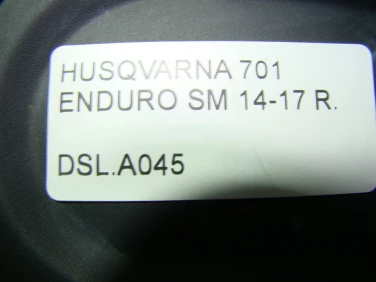 HUSQVARNA 701
ENDURO SM 14-17 R.
DSL.A045